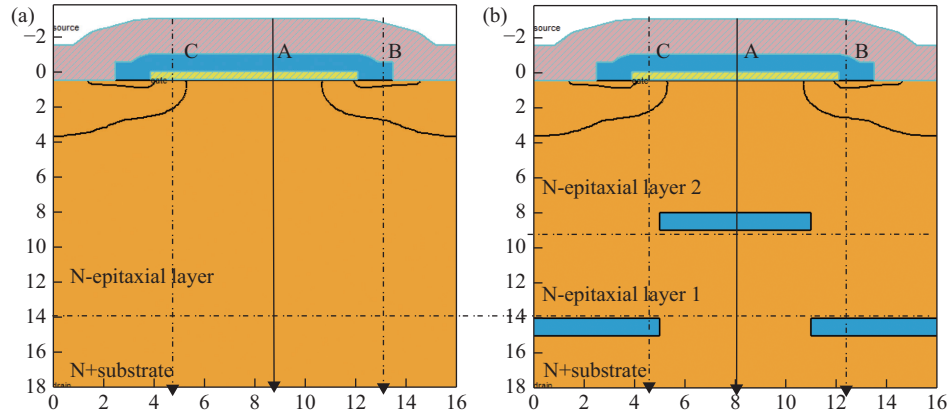 (a)
source
−2
C
A
B
0
gate
2
4
6
8
10
N-epitaxial layer
12
14
16
N+substrate
18
drain
0 2 4 6 8 10 12 14 16
(b)
source
−2
C
A
B
0
gate
2
4
6
N-epitaxial layer 2
8
10
12
N-epitaxial layer 1
14
16
N+substrate
18
drain
0 2 4 6 8 10 12 14 16